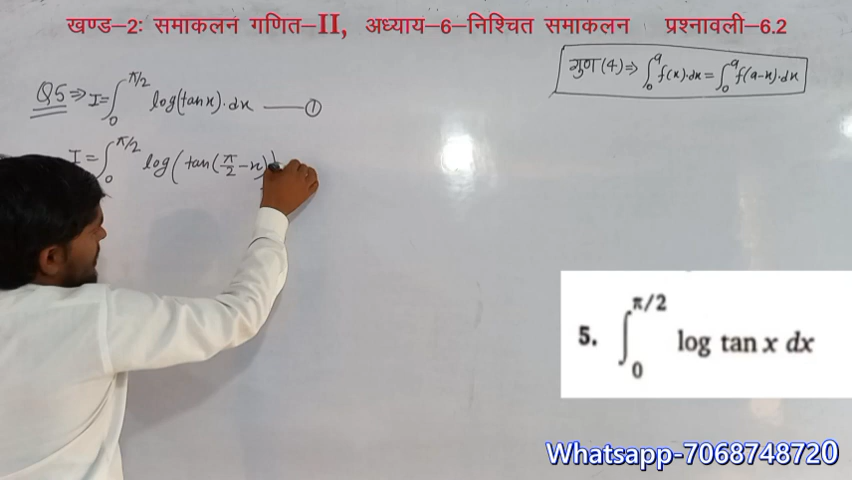 खण्ड–2: समाकलन गणित–II, अध्याय–6–निश्चित समाकलन प्रश्नावली–6.2
गुण (4) ⇒ ∫₀ᵃ f(x)·dx = ∫₀ᵃ f(a-x)·dx
Q5 ⇒ I = ∫₀^π/2 log(tanx)·dx —— ①
I = ∫₀^π/2 log(tan(π/2 - x))
5. ∫₀^π/2 log tan x dx
Whatsapp-7068748720